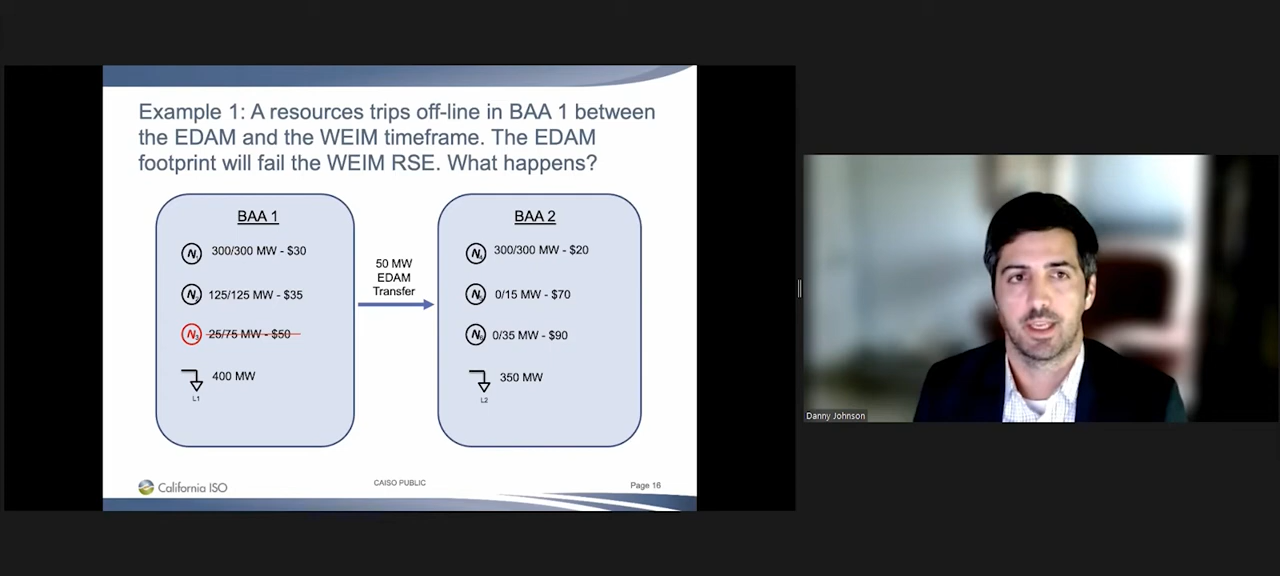 Example 1: A resources trips off-line in BAA 1 between
the EDAM and the WEIM timeframe. The EDAM
footprint will fail the WEIM RSE. What happens?
BAA 1
300/300 MW - $30
125/125 MW - $35
25/75 MW - $50
400 MW
L1
50 MW
EDAM
Transfer
BAA 2
300/300 MW - $20
0/15 MW - $70
0/35 MW - $90
350 MW
L2
California ISO
CAISO PUBLIC
Page 16
Danny Johnson